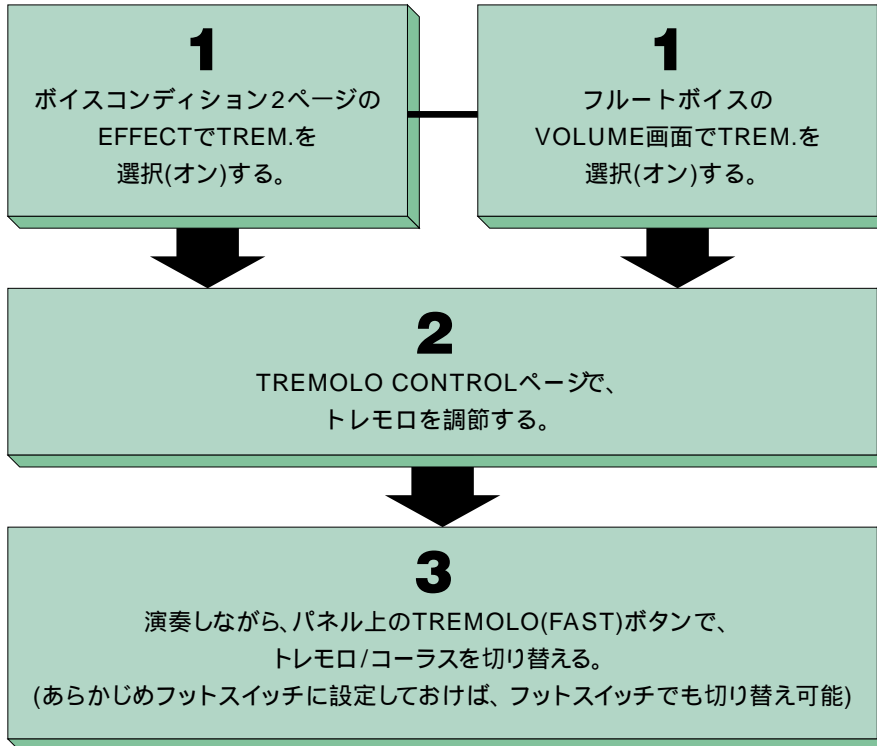 1
ボイスコンディション2ページの
EFFECTでTREM.を
選択(オン)する。
1
フルートボイスの
VOLUME画面でTREM.を
選択(オン)する。
2
TREMOLO CONTROLページで、
トレモロを調節する。
3
演奏しながら、パネル上のTREMOLO(FAST)ボタンで、
トレモロ/コーラスを切り替える。
(あらかじめフットスイッチに設定しておけば、フットスイッチでも切り替え可能)